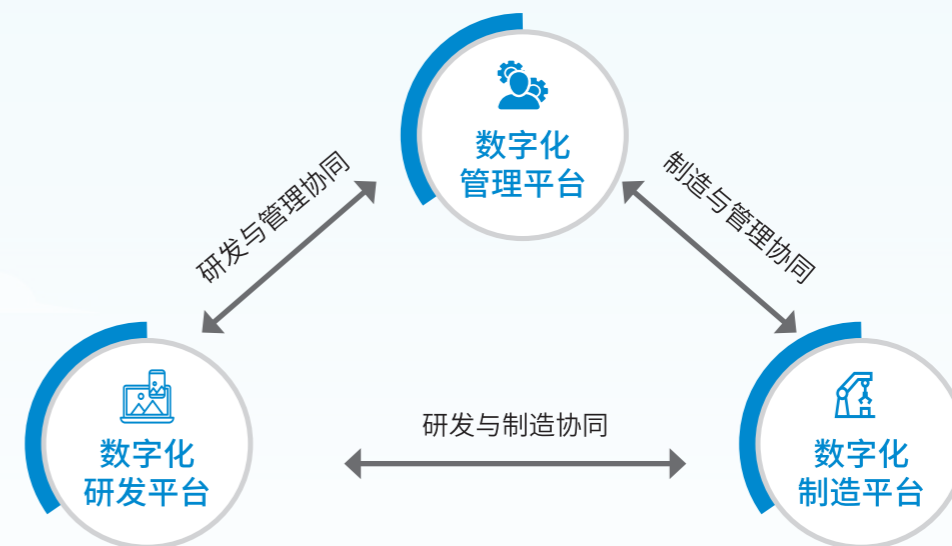 数字化
管理平台
研发与管理协同
制造与管理协同
研发与制造协同
数字化
研发平台
数字化
制造平台